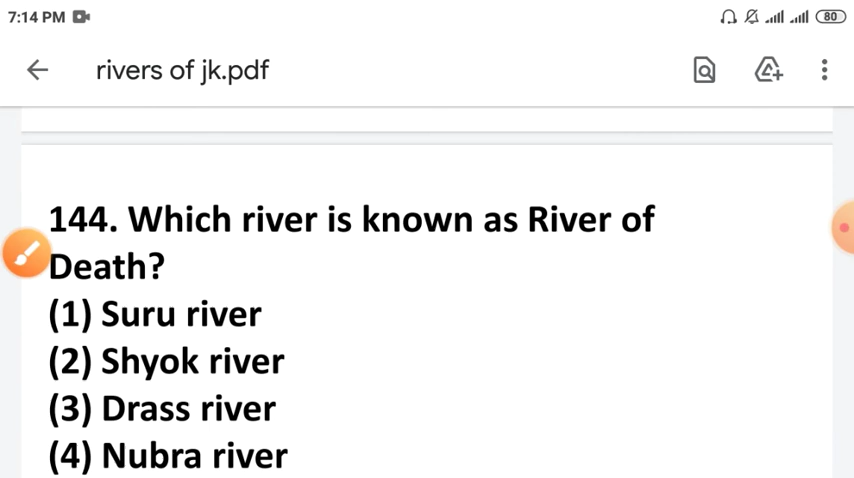 7:14 PM 80
rivers of jk.pdf
144. Which river is known as River of
Death?
(1) Suru river
(2) Shyok river
(3) Drass river
(4) Nubra river